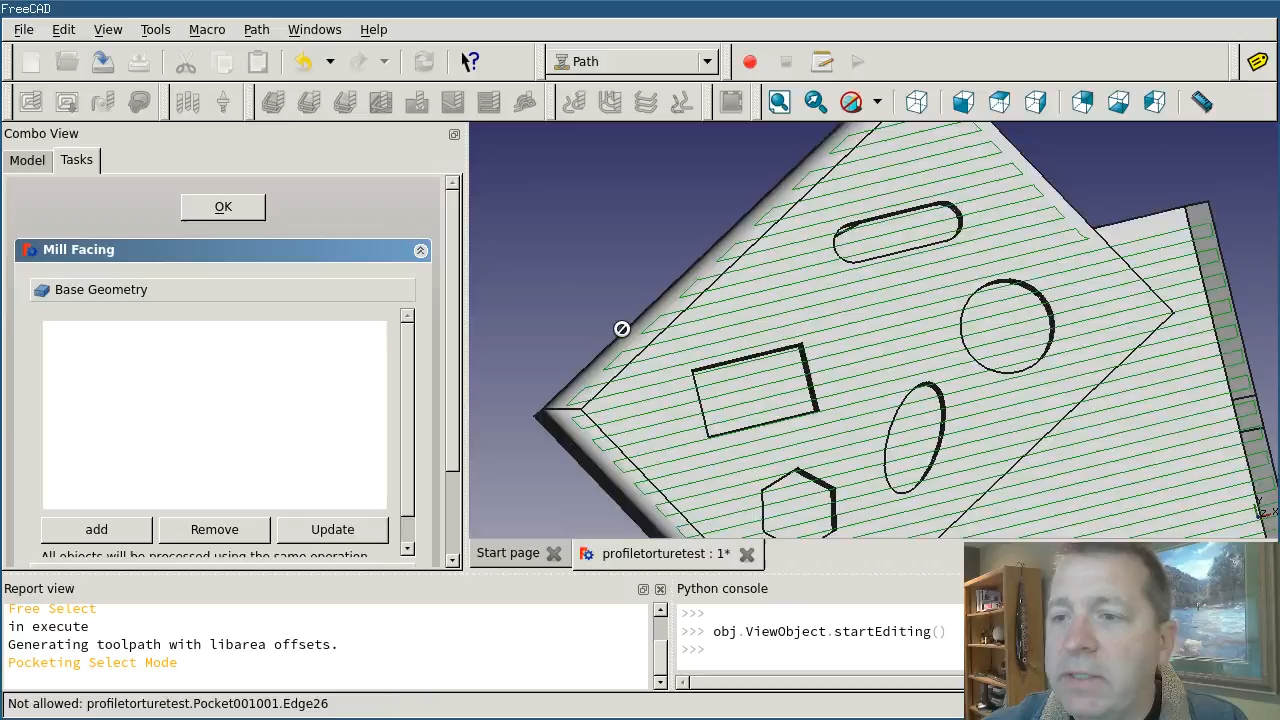 FreeCAD
File Edit View Tools Macro Path Windows Help
Path
Combo View
Model Tasks
OK
Mill Facing
Base Geometry
add Remove Update
All objects will be processed using the same operation
Start page profiletorturetest : 1*
Report view
Free Select
in execute
Generating toolpath with libarea offsets.
Pocketing Select Mode
Python console
>>>
>>> obj.ViewObject.startEditing()
>>>
Not allowed: profiletorturetest.Pocket001001.Edge26